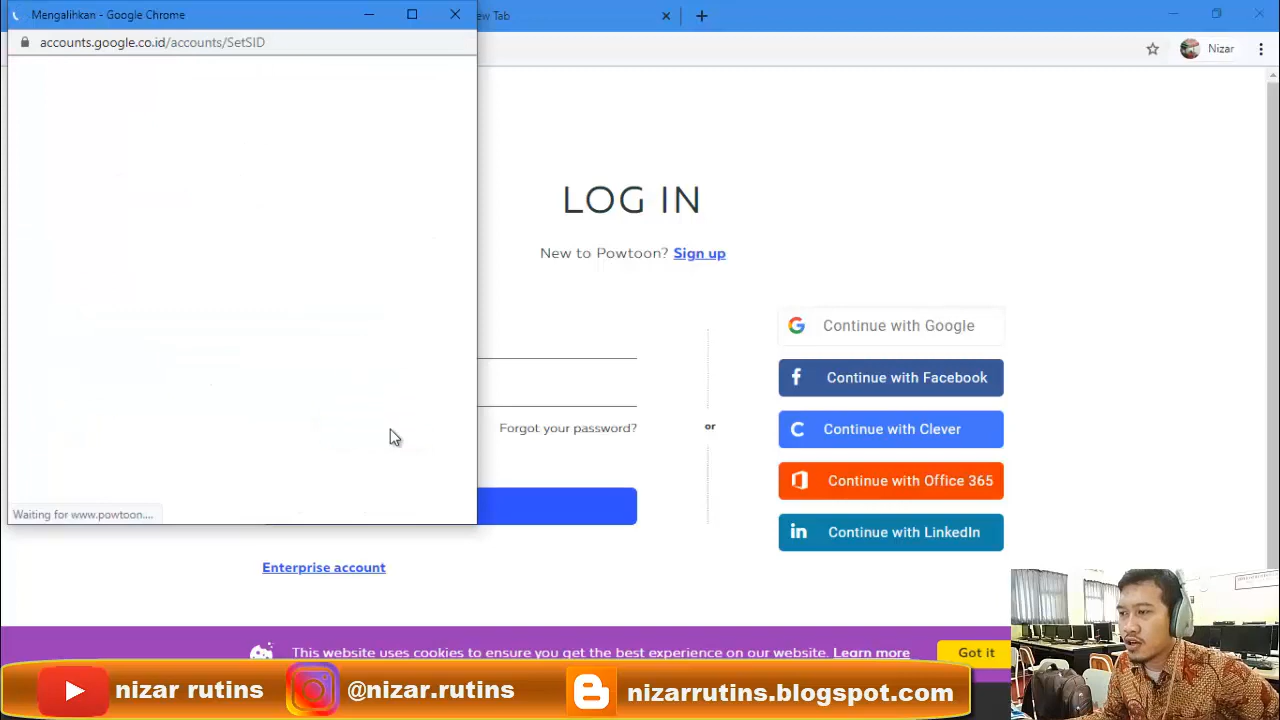 Mengalihkan - Google Chrome
ew Tab
accounts.google.co.id/accounts/SetSID
Nizar
LOG IN
New to Powtoon? Sign up
Continue with Google
Continue with Facebook
Forgot your password?
or
Continue with Clever
Continue with Office 365
Waiting for www.powtoon....
Continue with LinkedIn
Enterprise account
This website uses cookies to ensure you get the best experience on our website. Learn more
Got it
nizar rutins
@nizar.rutins
nizarrutins.blogspot.com